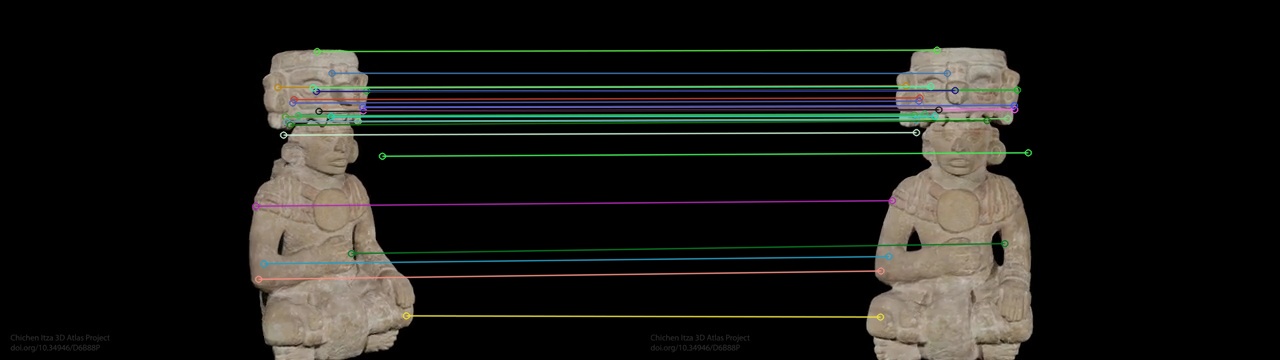 Chichen Itza 3D Atlas Project
doi.org/10.34946/D6B88P
Chichen Itza 3D Atlas Project
doi.org/10.34946/D6B88P